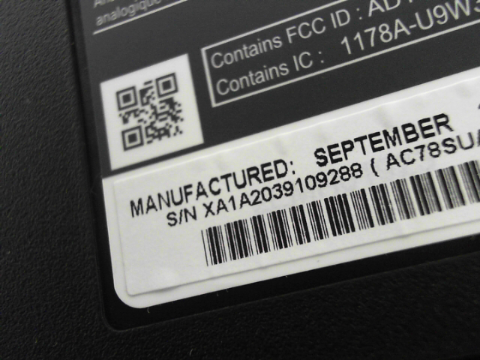 analogique
Contains FCC ID :
Contains IC : 1178A-U9W
MANUFACTURED: SEPTEMBER
S/N XA1A2039109288 ( AC78SU